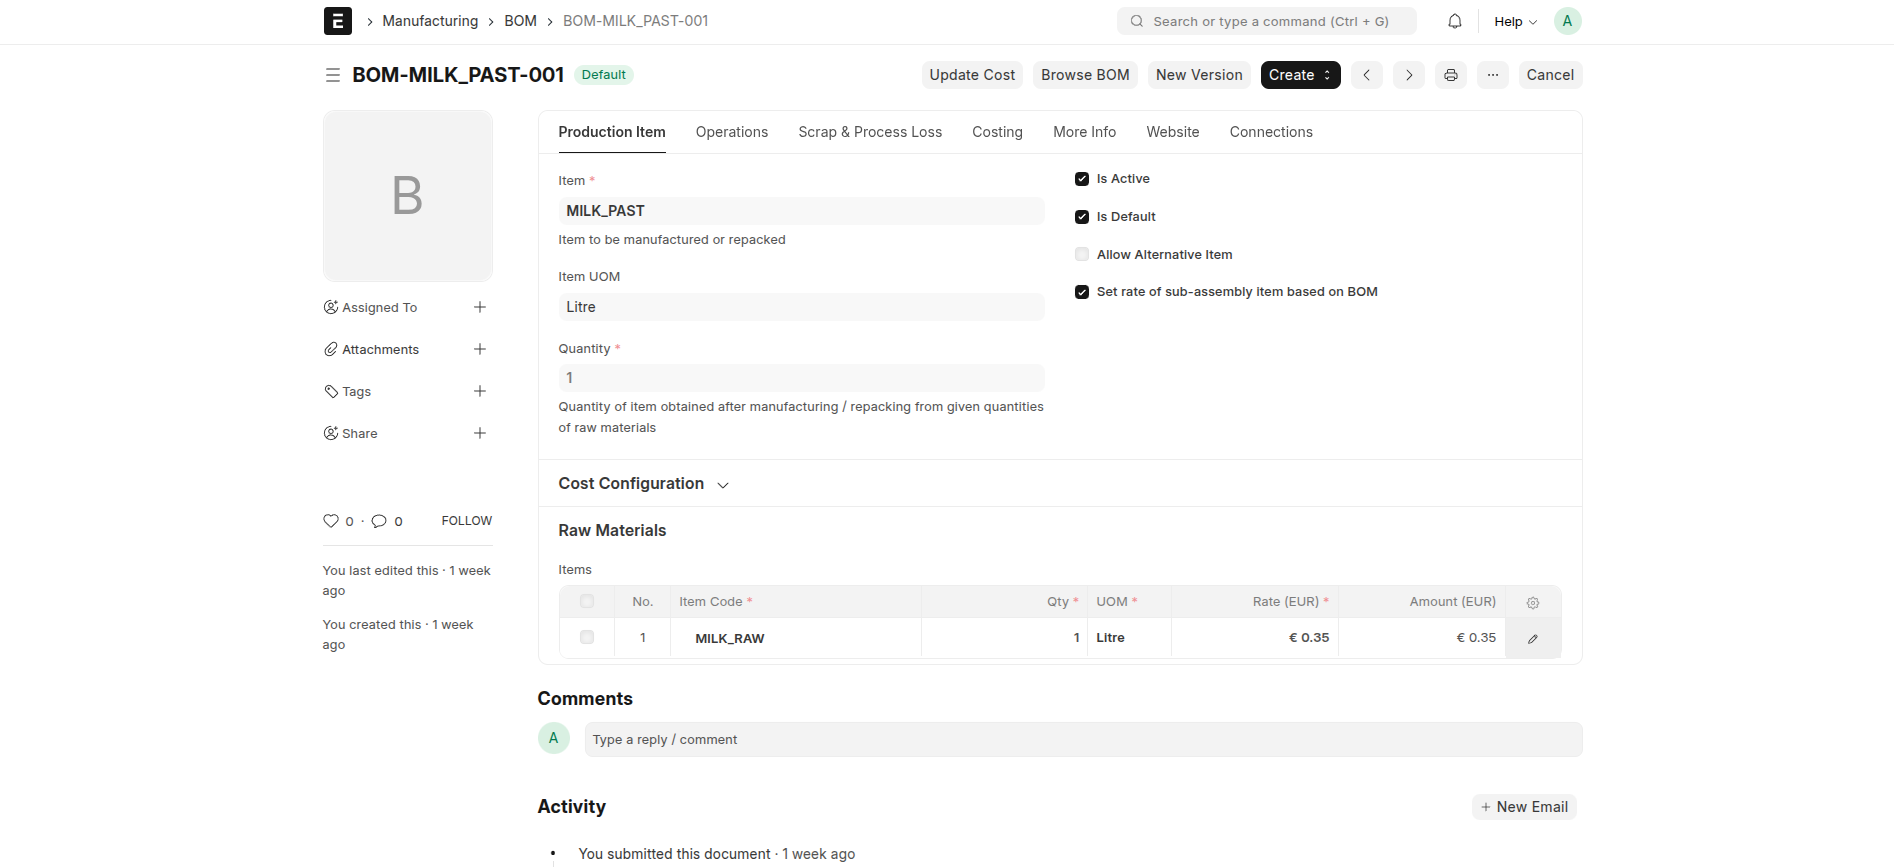 Manufacturing
BOM
BOM-MILK_PAST-001
Search or type a command (Ctrl + G)
Help
A
BOM-MILK_PAST-001
Default
Update Cost
Browse BOM
New Version
Create
Cancel
B
Assigned To
Attachments
Tags
Share
0 · 0
FOLLOW
You last edited this · 1 week
ago
You created this · 1 week
ago
Production Item
Operations
Scrap & Process Loss
Costing
More Info
Website
Connections
Item *
MILK_PAST
Item to be manufactured or repacked
Item UOM
Litre
Quantity *
1
Quantity of item obtained after manufacturing / repacking from given quantities
of raw materials
Is Active
Is Default
Allow Alternative Item
Set rate of sub-assembly item based on BOM
Cost Configuration
Raw Materials
Items
No. Item Code * Qty * UOM * Rate (EUR) * Amount (EUR)
1 MILK_RAW 1 Litre € 0.35 € 0.35
Comments
A
Type a reply / comment
Activity
+ New Email
• You submitted this document · 1 week ago